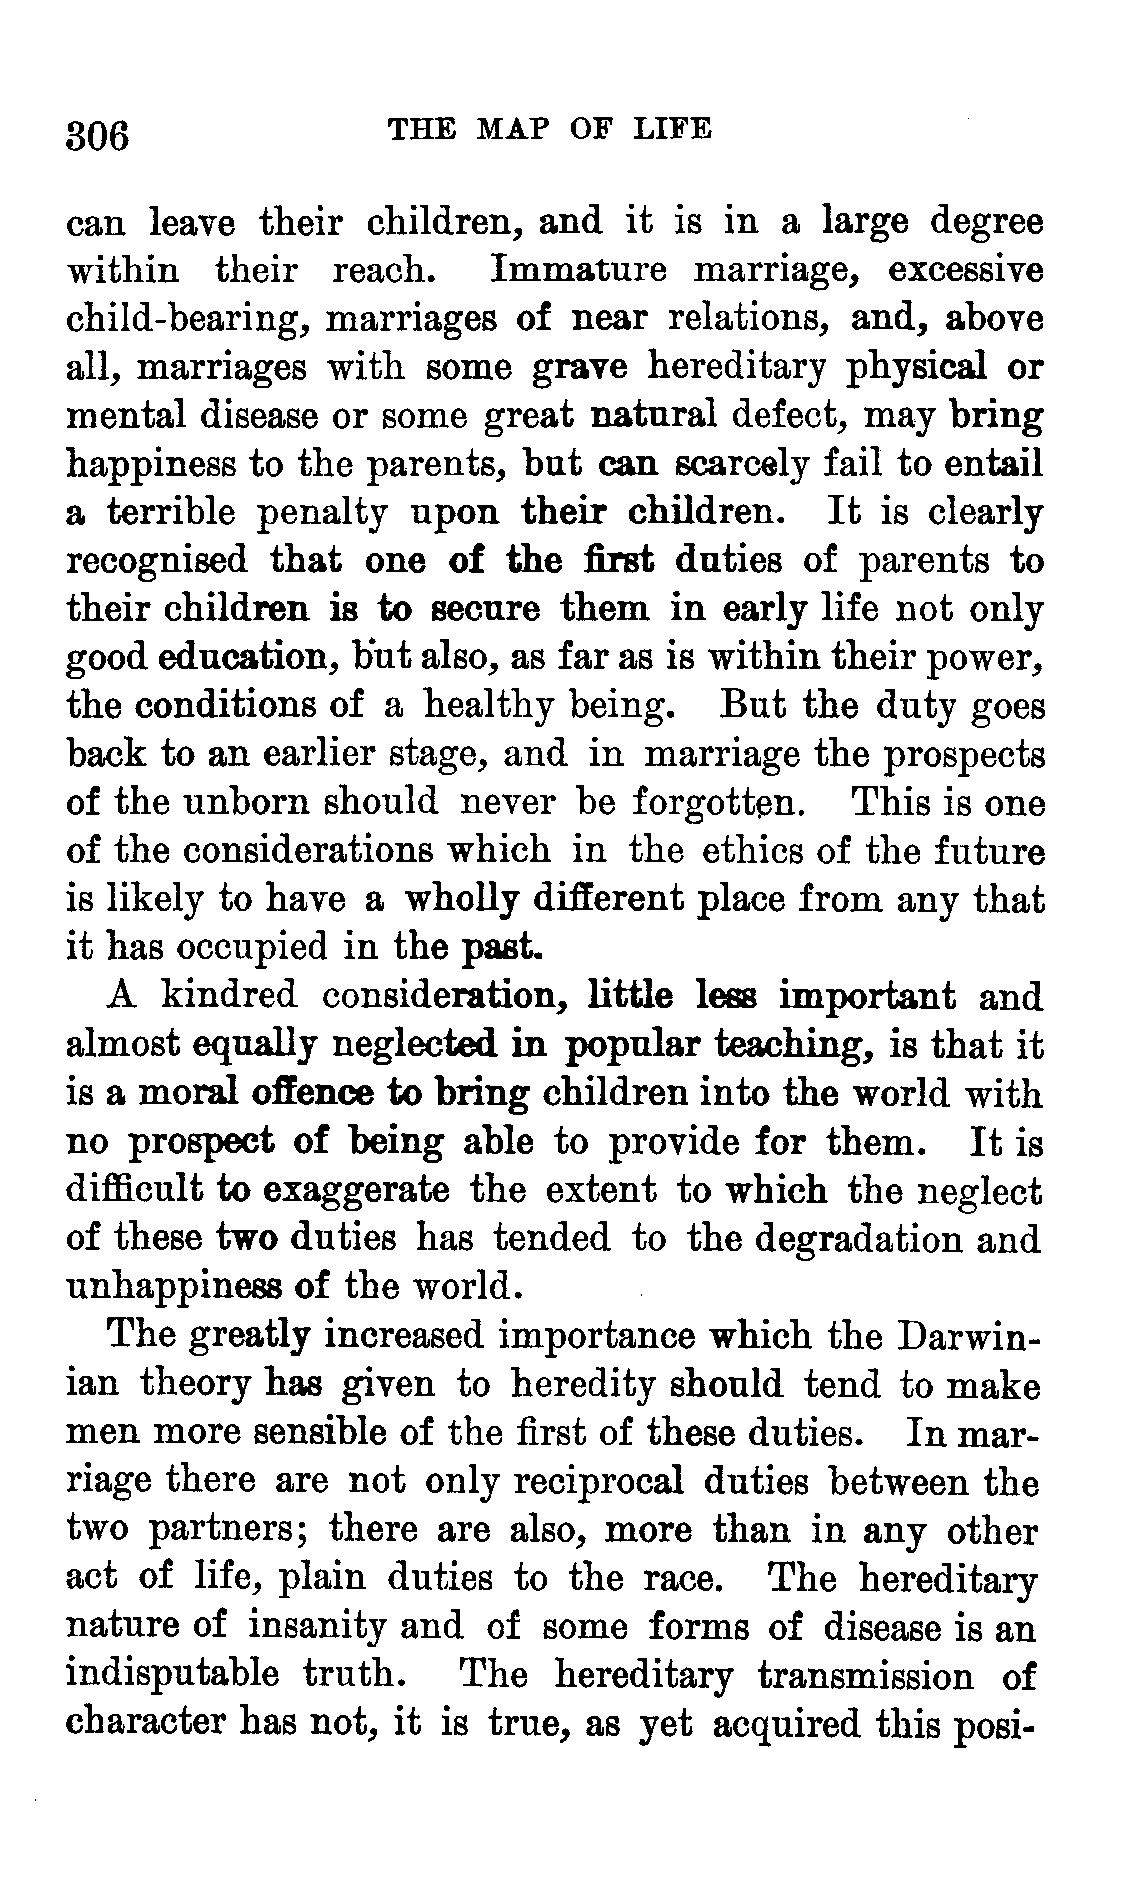 306 THE MAP OF LIFE
can leave their children, and it is in a large degree
within their reach. Immature marriage, excessive
child-bearing, marriages of near relations, and, above
all, marriages with some grave hereditary physical or
mental disease or some great natural defect, may bring
happiness to the parents, but can scarcely fail to entail
a terrible penalty upon their children. It is clearly
recognised that one of the first duties of parents to
their children is to secure them in early life not only
good education, but also, as far as is within their power,
the conditions of a healthy being. But the duty goes
back to an earlier stage, and in marriage the prospects
of the unborn should never be forgotten. This is one
of the considerations which in the ethics of the future
is likely to have a wholly different place from any that
it has occupied in the past.
A kindred consideration, little less important and
almost equally neglected in popular teaching, is that it
is a moral offence to bring children into the world with
no prospect of being able to provide for them. It is
difficult to exaggerate the extent to which the neglect
of these two duties has tended to the degradation and
unhappiness of the world.
The greatly increased importance which the Darwin-
ian theory has given to heredity should tend to make
men more sensible of the first of these duties. In mar-
riage there are not only reciprocal duties between the
two partners; there are also, more than in any other
act of life, plain duties to the race. The hereditary
nature of insanity and of some forms of disease is an
indisputable truth. The hereditary transmission of
character has not, it is true, as yet acquired this posi-